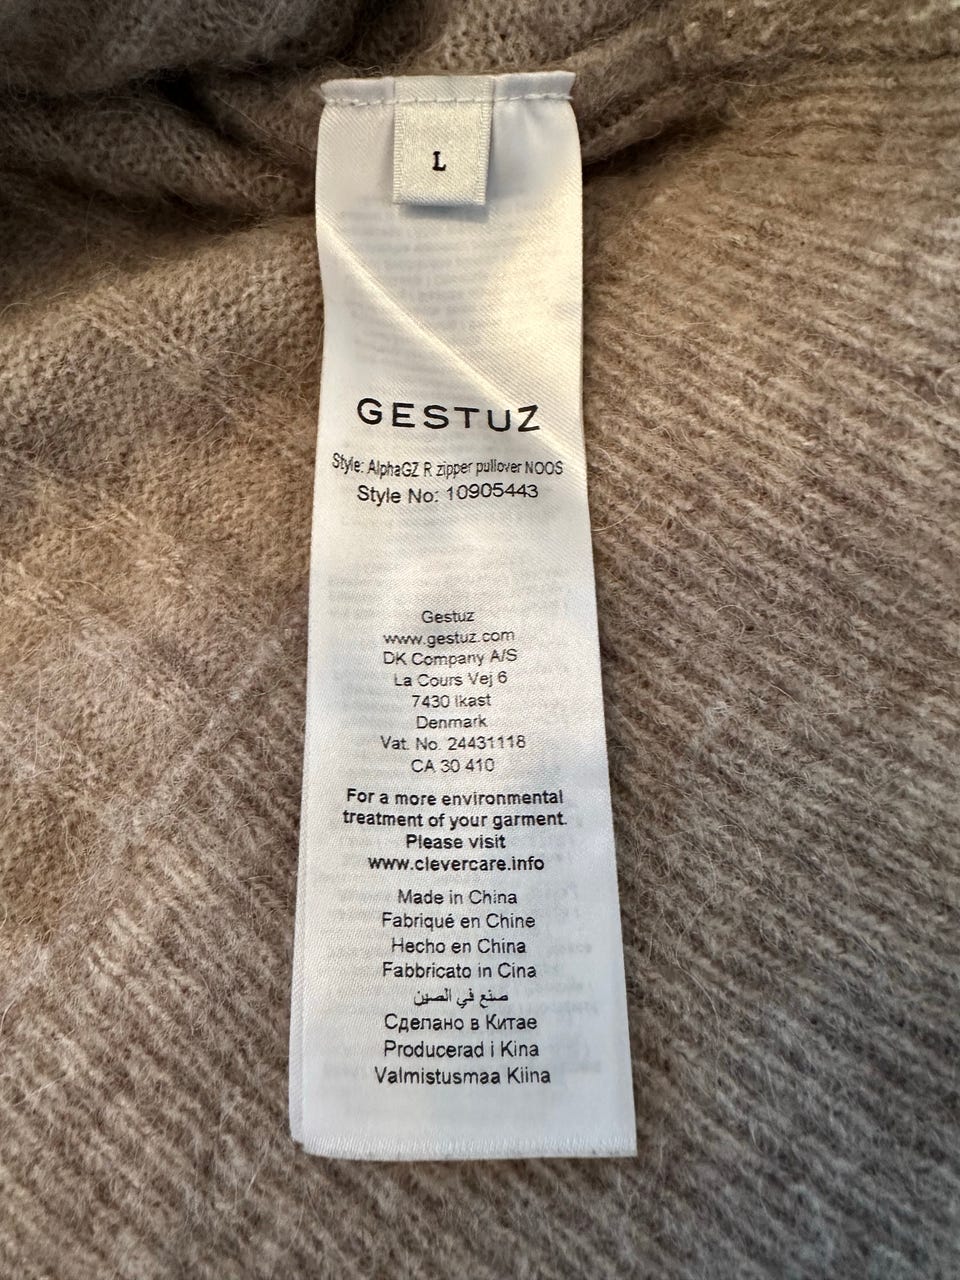 L
GESTUZ
Style: AlphaGZ R zipper pullover NOOS
Style No: 10905443
Gestuz
www.gestuz.com
DK Company A/S
La Cours Vej 6
7430 Ikast
Denmark
Vat. No. 24431118
CA 30 410
For a more environmental
treatment of your garment.
Please visit
www.clevercare.info
Made in China
Fabriqué en Chine
Hecho en China
Fabbricato in Cina
صنع في الصين
Сделано в Китае
Producerad i Kina
Valmistusmaa Kiina